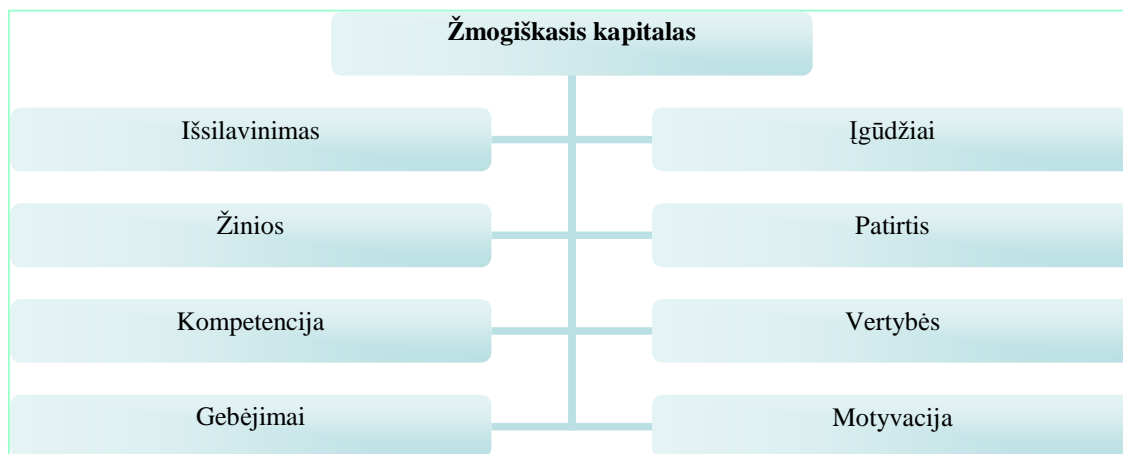 Žmogiškasis kapitalas
Išsilavinimas
Įgūdžiai
Žinios
Patirtis
Kompetencija
Vertybės
Gebėjimai
Motyvacija